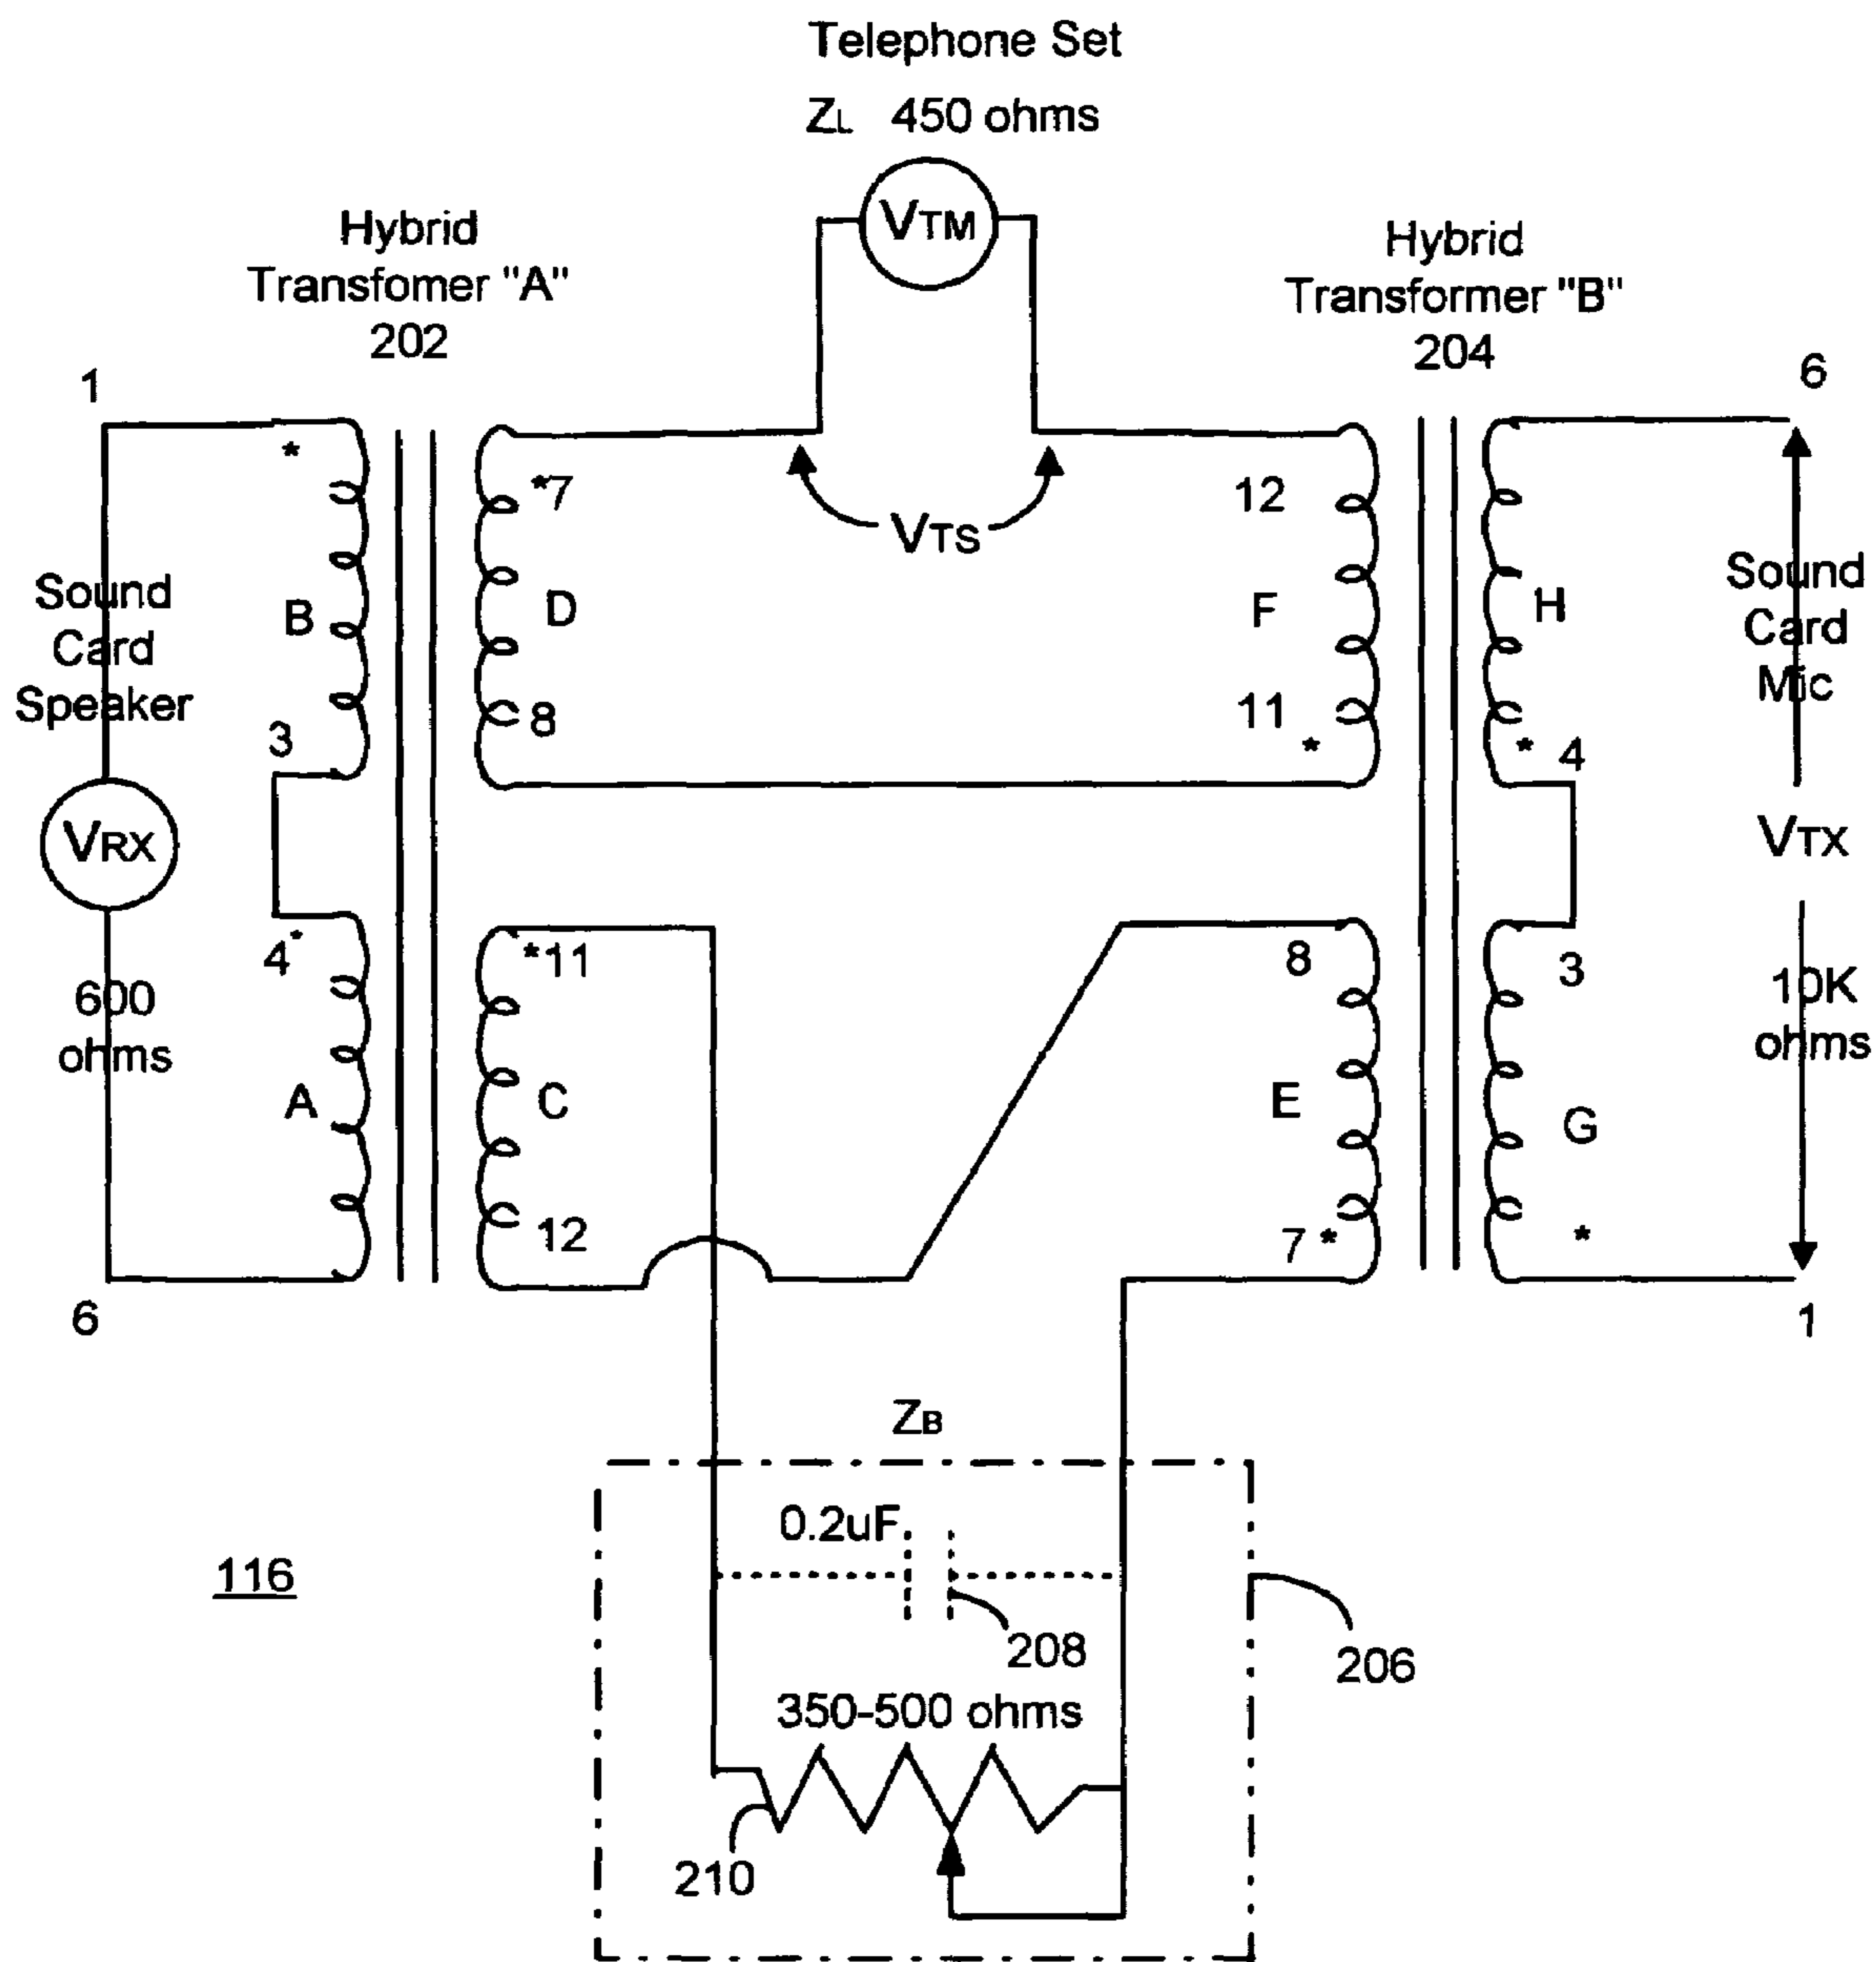 Telephone Set
ZL 450 ohms
VTM
Hybrid
Transfomer "A"
202
Hybrid
Transformer "B"
204
1
6
*
*7
12
VTS
Sound
Card
Speaker
B
D
F
H
Sound
Card
Mic
3
8
11
*
*
4
VRX
VTX
4*
*11
8
3
600
ohms
10K
ohms
A
C
E
G
12
7*
*
6
1
ZB
0.2uF
116
208
206
350-500 ohms
210